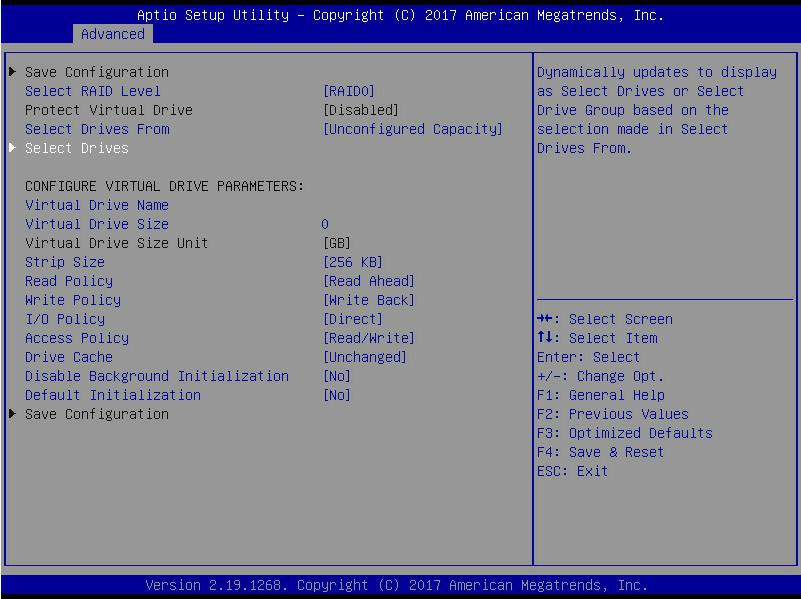 Aptio Setup Utility – Copyright (C) 2017 American Megatrends, Inc.
Advanced
Save Configuration
Select RAID Level [RAID0]
Protect Virtual Drive [Disabled]
Select Drives From [Unconfigured Capacity]
Select Drives
CONFIGURE VIRTUAL DRIVE PARAMETERS:
Virtual Drive Name
Virtual Drive Size 0
Virtual Drive Size Unit [GB]
Strip Size [256 KB]
Read Policy [Read Ahead]
Write Policy [Write Back]
I/O Policy [Direct]
Access Policy [Read/Write]
Drive Cache [Unchanged]
Disable Background Initialization [No]
Default Initialization [No]
Save Configuration
Dynamically updates to display
as Select Drives or Select
Drive Group based on the
selection made in Select
Drives From.
→←: Select Screen
↑↓: Select Item
Enter: Select
+/-: Change Opt.
F1: General Help
F2: Previous Values
F3: Optimized Defaults
F4: Save & Reset
ESC: Exit
Version 2.19.1268. Copyright (C) 2017 American Megatrends, Inc.